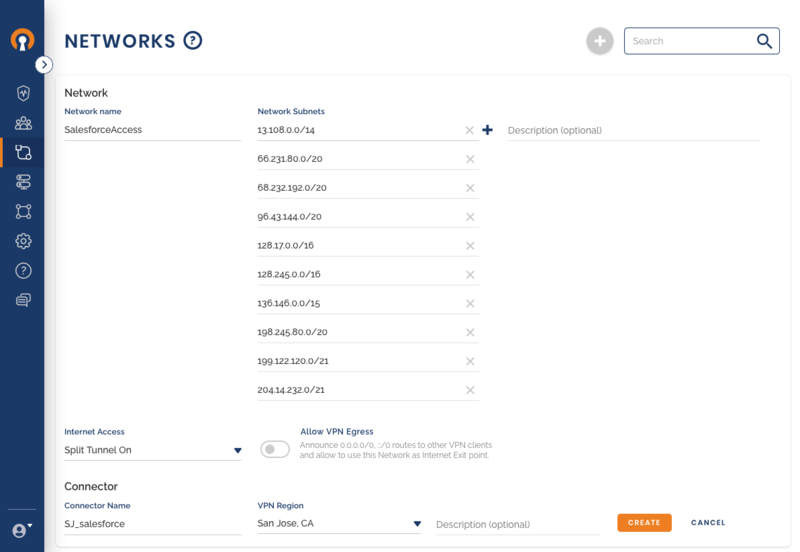 NETWORKS ?
Search
Network
Network name
Network Subnets
SalesforceAccess
13.108.0.0/14
Description (optional)
66.231.80.0/20
68.232.192.0/20
96.43.144.0/20
128.17.0.0/16
128.245.0.0/16
136.146.0.0/15
198.245.80.0/20
199.122.120.0/21
204.14.232.0/21
Internet Access
Allow VPN Egress
Split Tunnel On
Announce 0.0.0.0/0, ::/0 routes to other VPN clients
and allow to use this Network as Internet Exit point.
Connector
Connector Name
VPN Region
SJ_salesforce
San Jose, CA
Description (optional)
CREATE
CANCEL